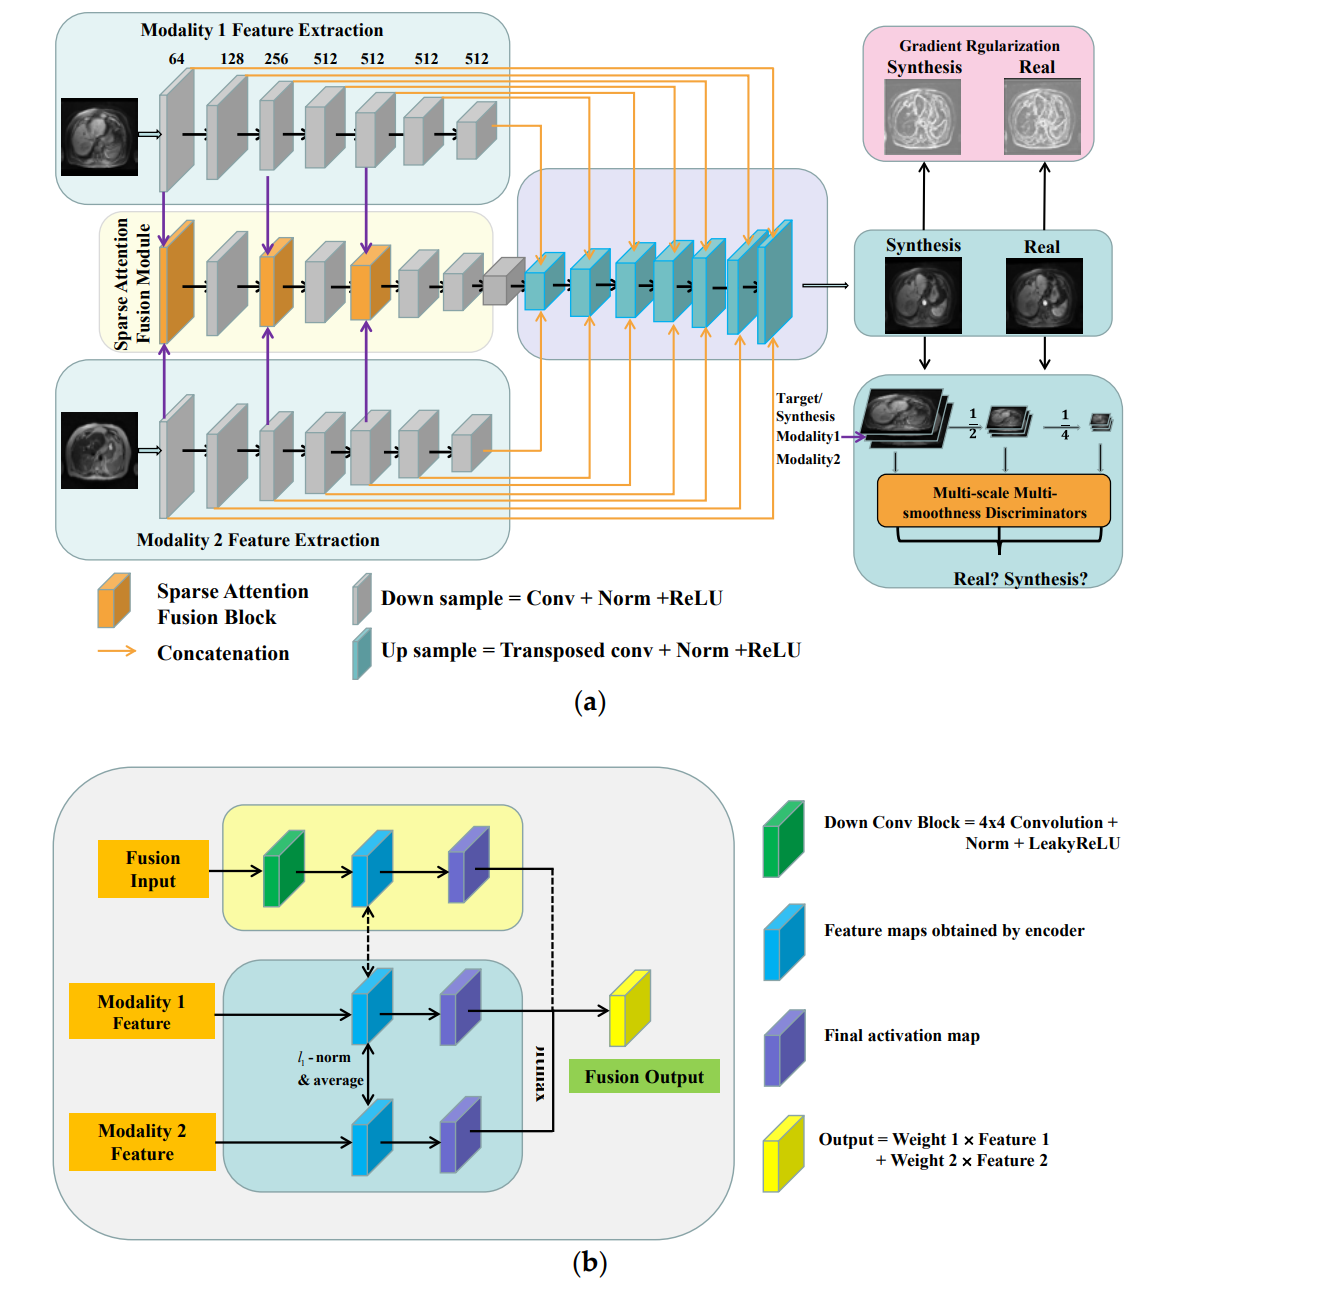 Modality 1 Feature Extraction
64 128 256 512 512 512 512
Sparse Attention
Fusion Module
Modality 2 Feature Extraction
Gradient Rgularization
Synthesis Real
Synthesis Real
Target/
Synthesis
Modality1
Modality2
1/2
1/4
Multi-scale Multi-
smoothness Discriminators
Real? Synthesis?
Sparse Attention
Fusion Block
Concatenation
Down sample = Conv + Norm +ReLU
Up sample = Transposed conv + Norm +ReLU
(a)
Fusion
Input
Modality 1
Feature
l1 - norm
& average
Modality 2
Feature
Fusion Output
Down Conv Block = 4x4 Convolution +
Norm + LeakyReLU
Feature maps obtained by encoder
Final activation map
Output = Weight 1 × Feature 1
+ Weight 2 × Feature 2
(b)